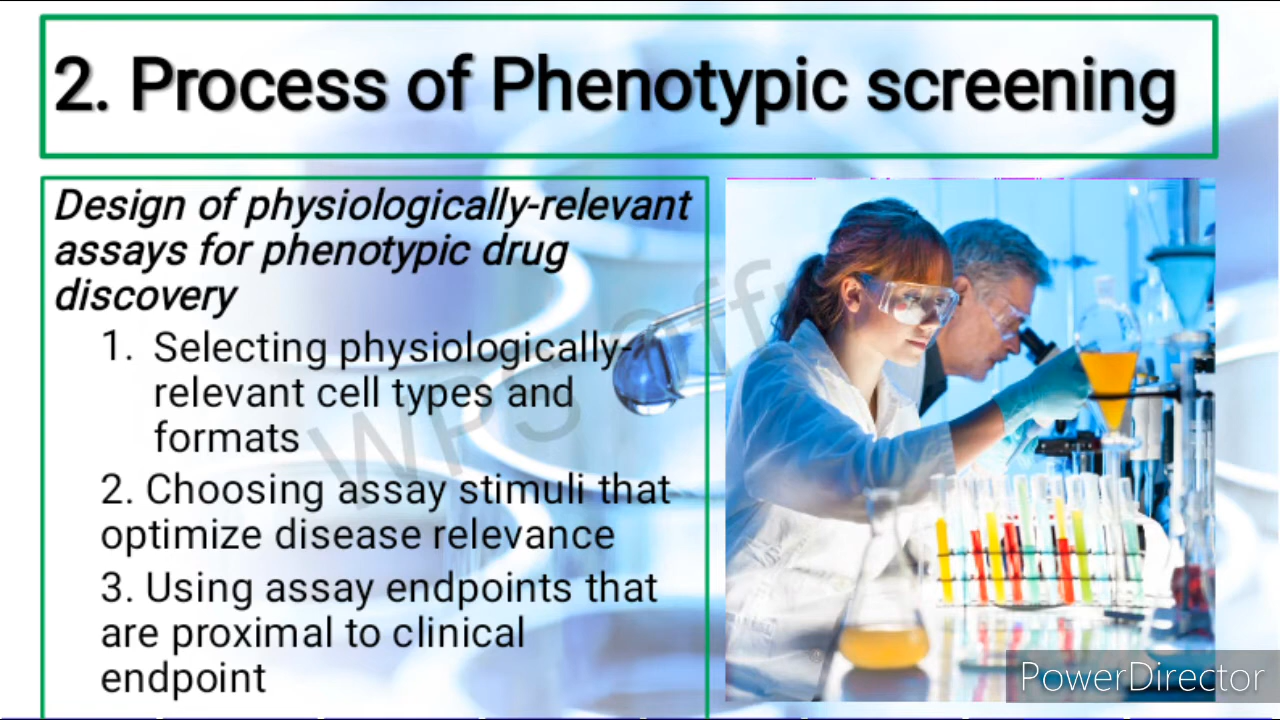 2. Process of Phenotypic screening
Design of physiologically-relevant
assays for phenotypic drug
discovery
1. Selecting physiologically-
relevant cell types and
formats
2. Choosing assay stimuli that
optimize disease relevance
3. Using assay endpoints that
are proximal to clinical
endpoint
WPS Office
PowerDirector